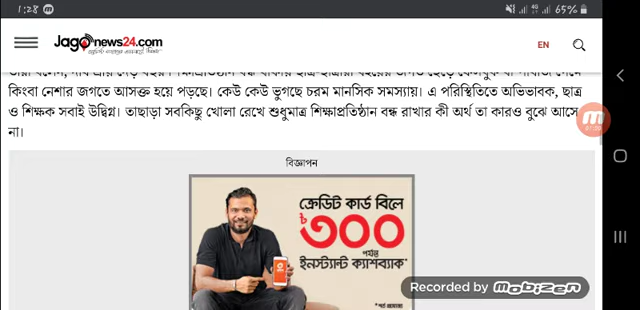 1:28
65%
Jagonews24.com
EN
কিংবা নেশার জগতে আসক্ত হয়ে পড়ছে। কেউ কেউ ভুগছে চরম মানসিক সমস্যায়। এ পরিস্থিতিতে অভিভাবক, ছাত্র
ও শিক্ষক সবাই উদ্বিগ্ন। তাছাড়া সবকিছু খোলা রেখে শুধুমাত্র শিক্ষাপ্রতিষ্ঠান বন্ধ রাখার কী অর্থ তা কারও বুঝে আসে
না।
বিজ্ঞাপন
ক্রেডিট কার্ড বিলে
৳৩০০
পর্যন্ত
ইনস্ট্যান্ট ক্যাশব্যাক*
Recorded by MOBIZEN